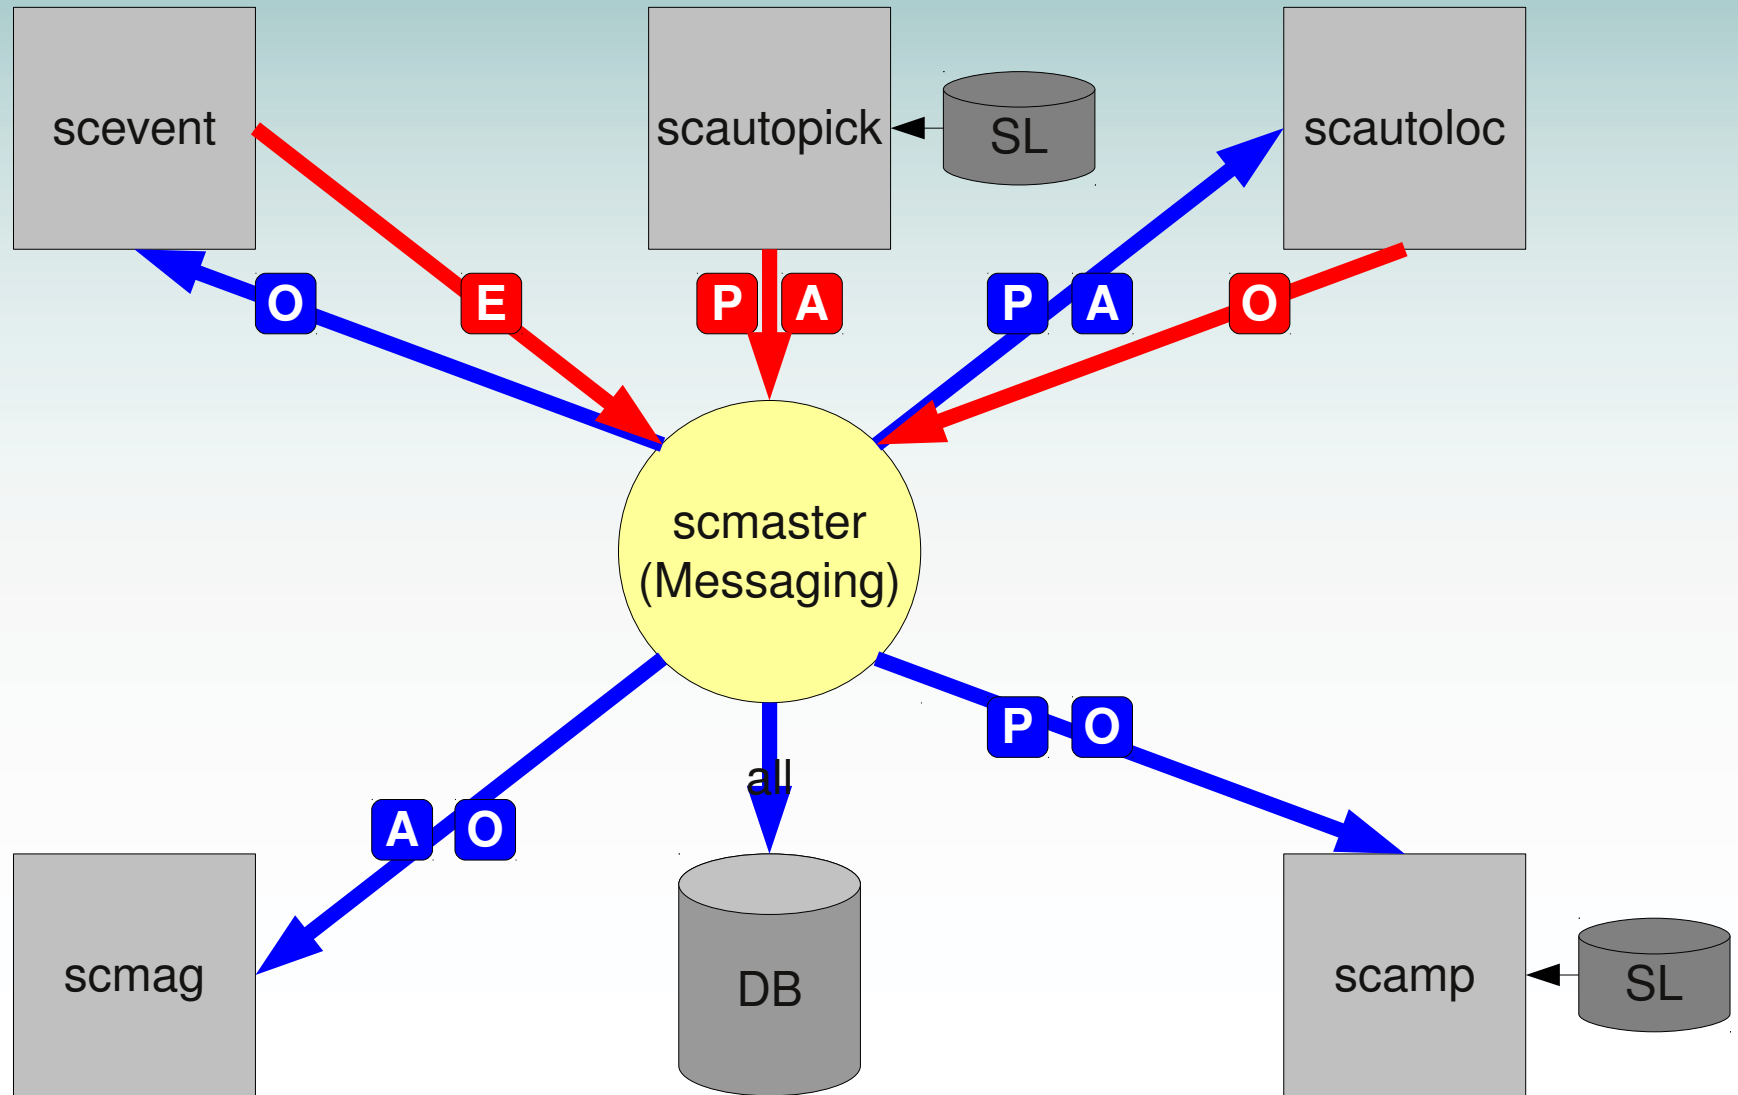 scevent
scautopick
SL
scautoloc
O
E
P
A
P
A
O
scmaster
(Messaging)
P
O
all
A
O
scmag
DB
scamp
SL